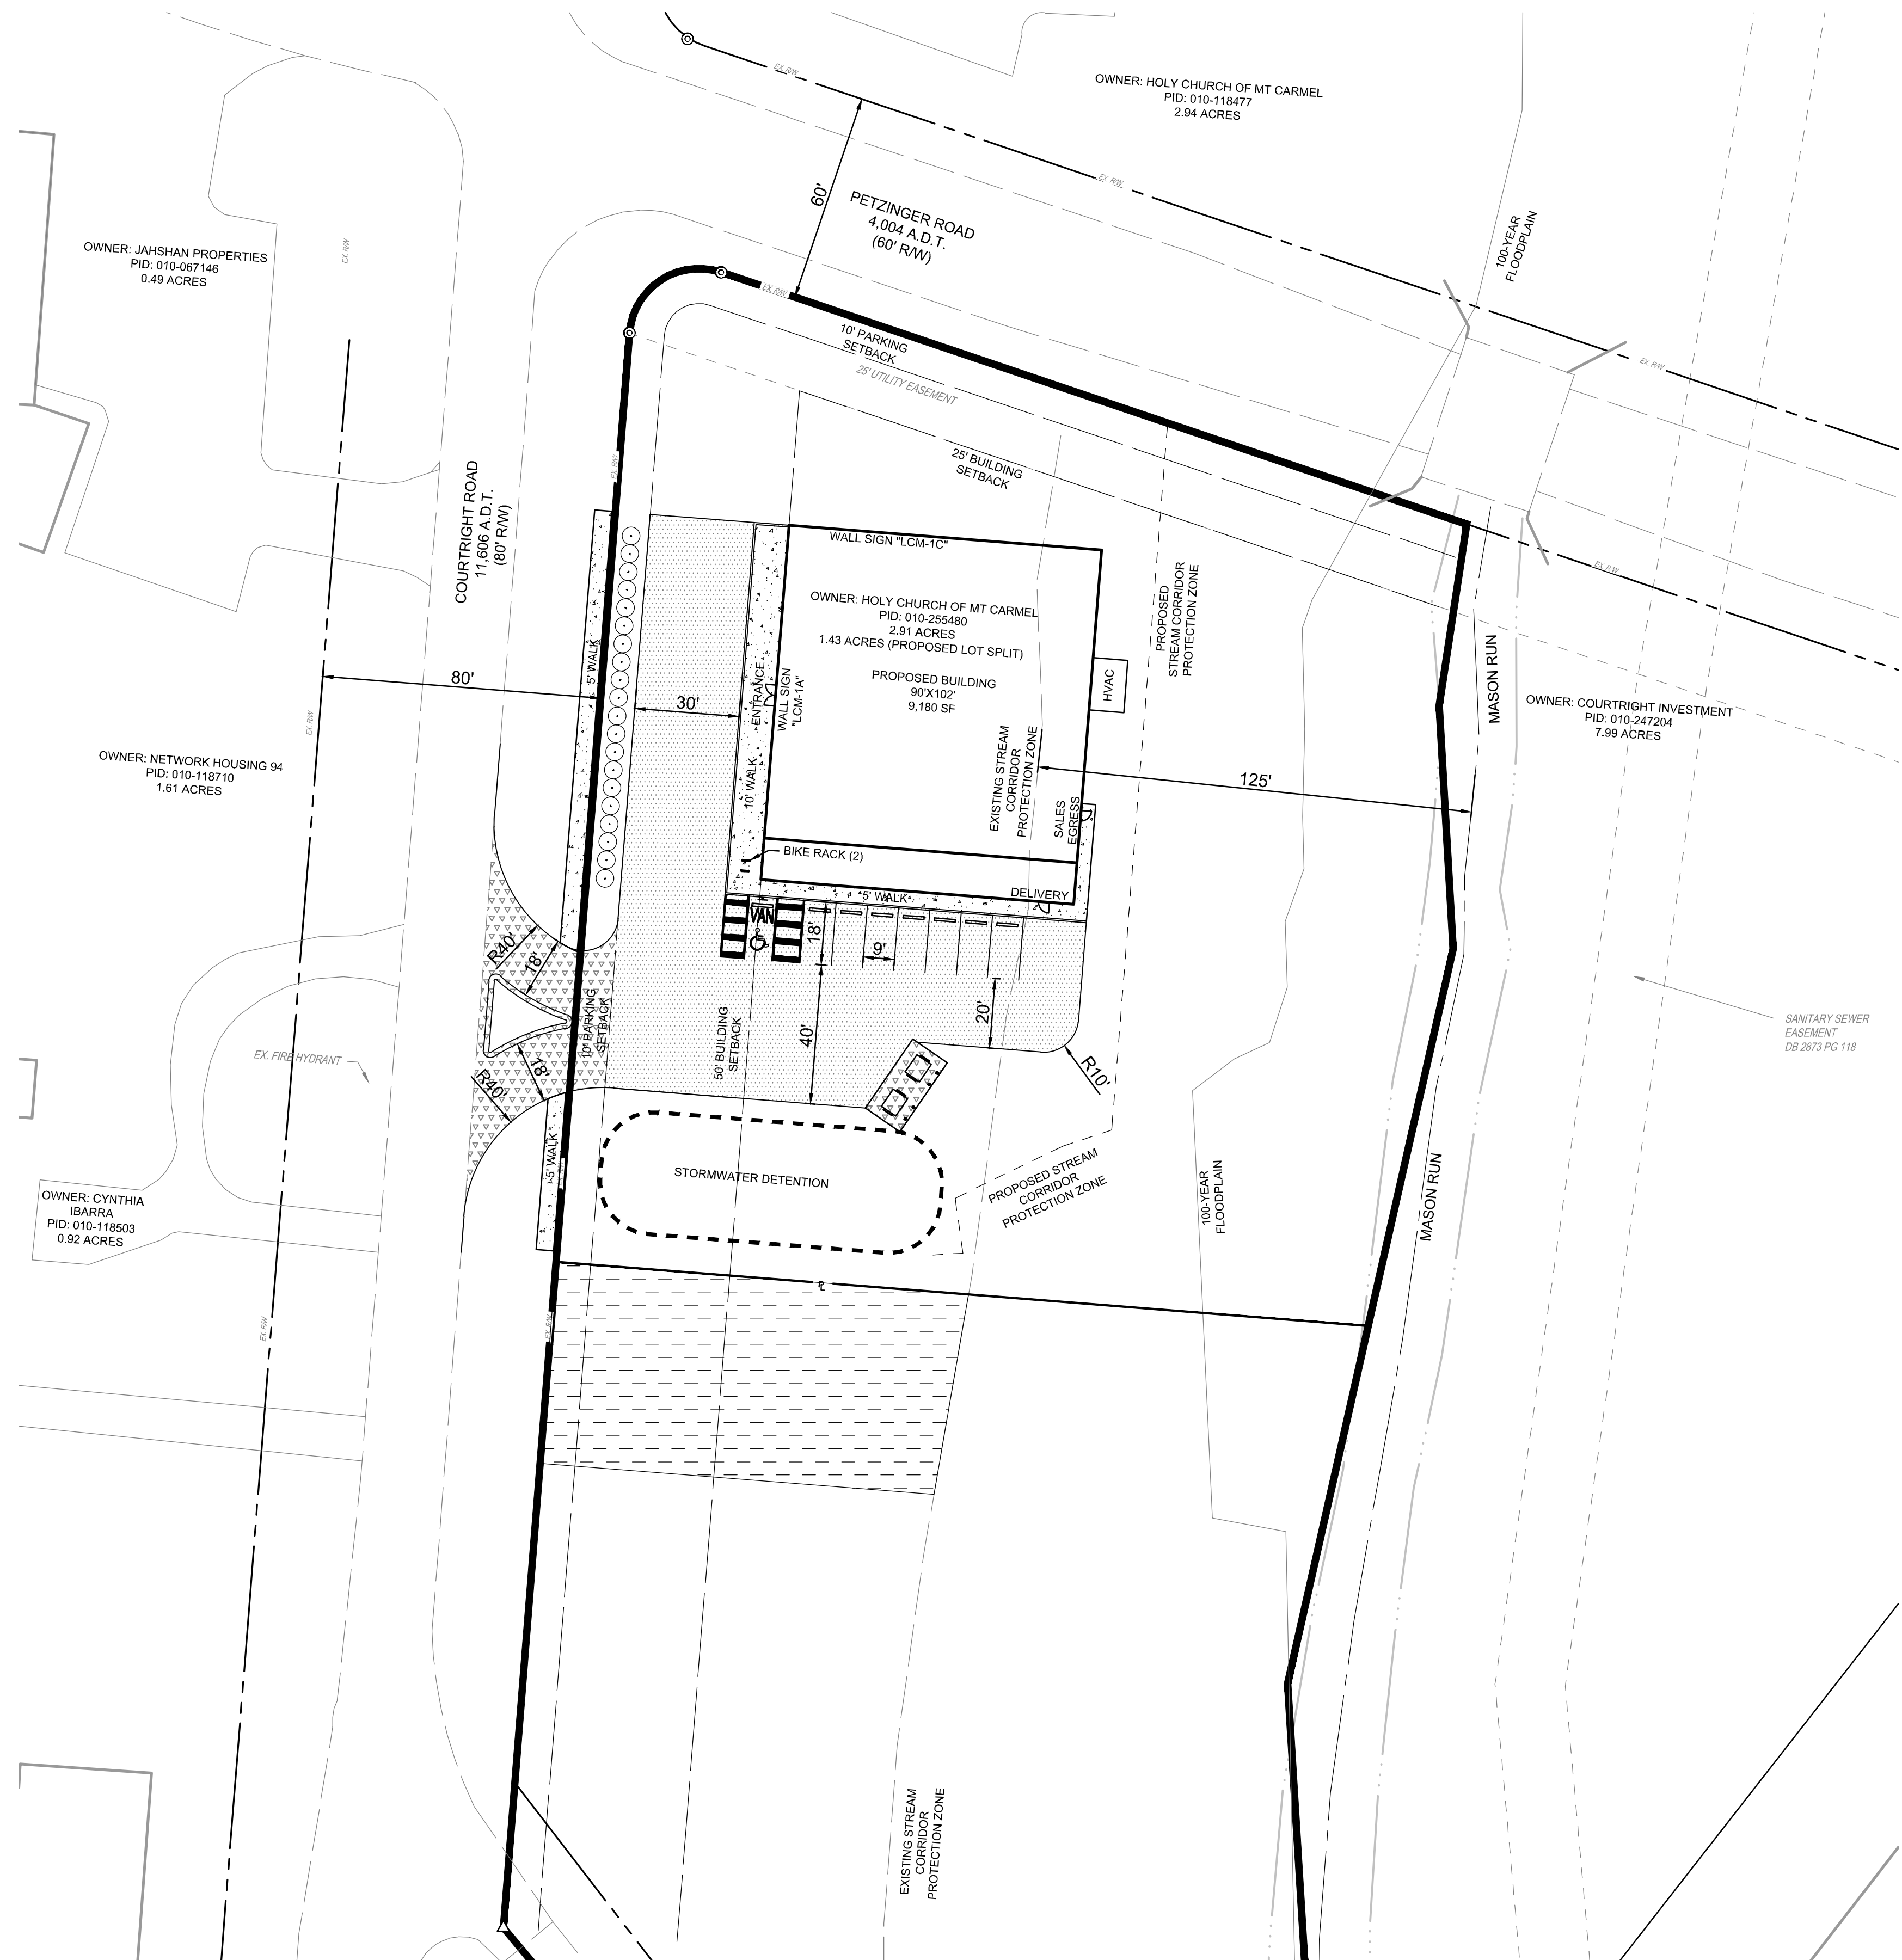 EX. R/W
OWNER: HOLY CHURCH OF MT CARMEL
PID: 010-118477
2.94 ACRES
EX. R/W
60'
PETZINGER ROAD
4,004 A.D.T.
(60' R/W)
100-YEAR
FLOODPLAIN
OWNER: JAHSHAN PROPERTIES
PID: 010-067146
0.49 ACRES
EX. R/W
EX. R/W
10' PARKING
SETBACK
25' UTILITY EASEMENT
EX. R/W
25' BUILDING
SETBACK
EX. R/W
COURTRIGHT ROAD
11,606 A.D.T.
(80' R/W)
WALL SIGN "LCM-1C"
EX. R/W
OWNER: HOLY CHURCH OF MT CARMEL
PID: 010-255480
2.91 ACRES
1.43 ACRES (PROPOSED LOT SPLIT)
PROPOSED BUILDING
90'X102'
9,180 SF
PROPOSED
STREAM CORRIDOR
PROTECTION ZONE
5' WALK
80'
30'
ENTRANCE
WALL SIGN
"LCM-1A"
HVAC
MASON RUN
OWNER: COURTRIGHT INVESTMENT
PID: 010-247204
7.99 ACRES
EX. R/W
OWNER: NETWORK HOUSING 94
PID: 010-118710
1.61 ACRES
10' WALK
EXISTING STREAM
CORRIDOR
PROTECTION ZONE
125'
SALES
EGRESS
BIKE RACK (2)
5' WALK
DELIVERY
VAN
18'
9'
R40'
18'
10' PARKING
SETBACK
50' BUILDING
SETBACK
40'
20'
SANITARY SEWER
EASEMENT
DB 2873 PG 118
EX. FIRE HYDRANT
18'
R40'
R10'
5' WALK
STORMWATER DETENTION
PROPOSED STREAM
CORRIDOR
PROTECTION ZONE
100-YEAR
FLOODPLAIN
MASON RUN
OWNER: CYNTHIA
IBARRA
PID: 010-118503
0.92 ACRES
PL
EX. R/W
EX. R/W
EXISTING STREAM
CORRIDOR
PROTECTION ZONE